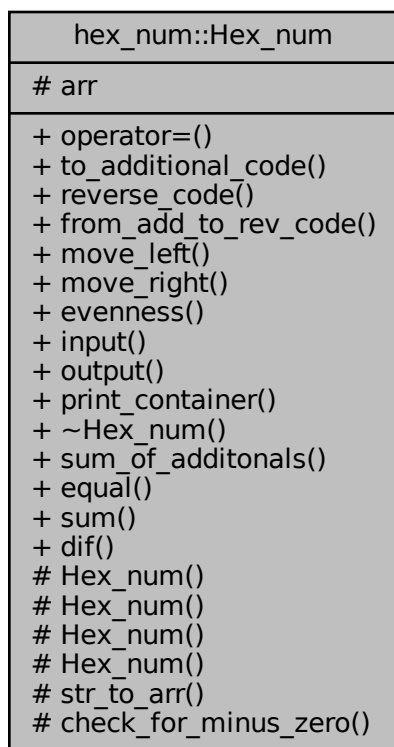 hex_num::Hex_num
# arr
+ operator=()
+ to_additional_code()
+ reverse_code()
+ from_add_to_rev_code()
+ move_left()
+ move_right()
+ evenness()
+ input()
+ output()
+ print_container()
+ ~Hex_num()
+ sum_of_additonals()
+ equal()
+ sum()
+ dif()
# Hex_num()
# Hex_num()
# Hex_num()
# Hex_num()
# str_to_arr()
# check_for_minus_zero()